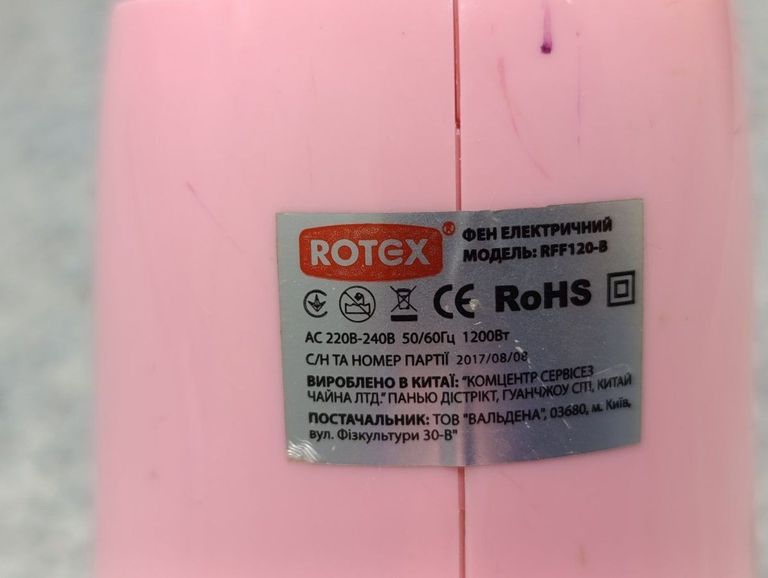 ROTEX®
ФЕН ЕЛЕКТРИЧНИЙ
МОДЕЛЬ: RFF120-B
CE RoHS
AC 220В-240В 50/60Гц 1200Вт
С/Н ТА НОМЕР ПАРТІЇ 2017/08/08
ВИРОБЛЕНО В КИТАЇ: "КОМЦЕНТР СЕРВІСЕЗ
ЧАЙНА ЛТД." ПАНЬЮ ДІСТРІКТ, ГУАНЧЖОУ СІТІ, КИТАЙ
ПОСТАЧАЛЬНИК: ТОВ "ВАЛЬДЕНА", 03680, м. Київ,
вул. Фізкультури 30-В"